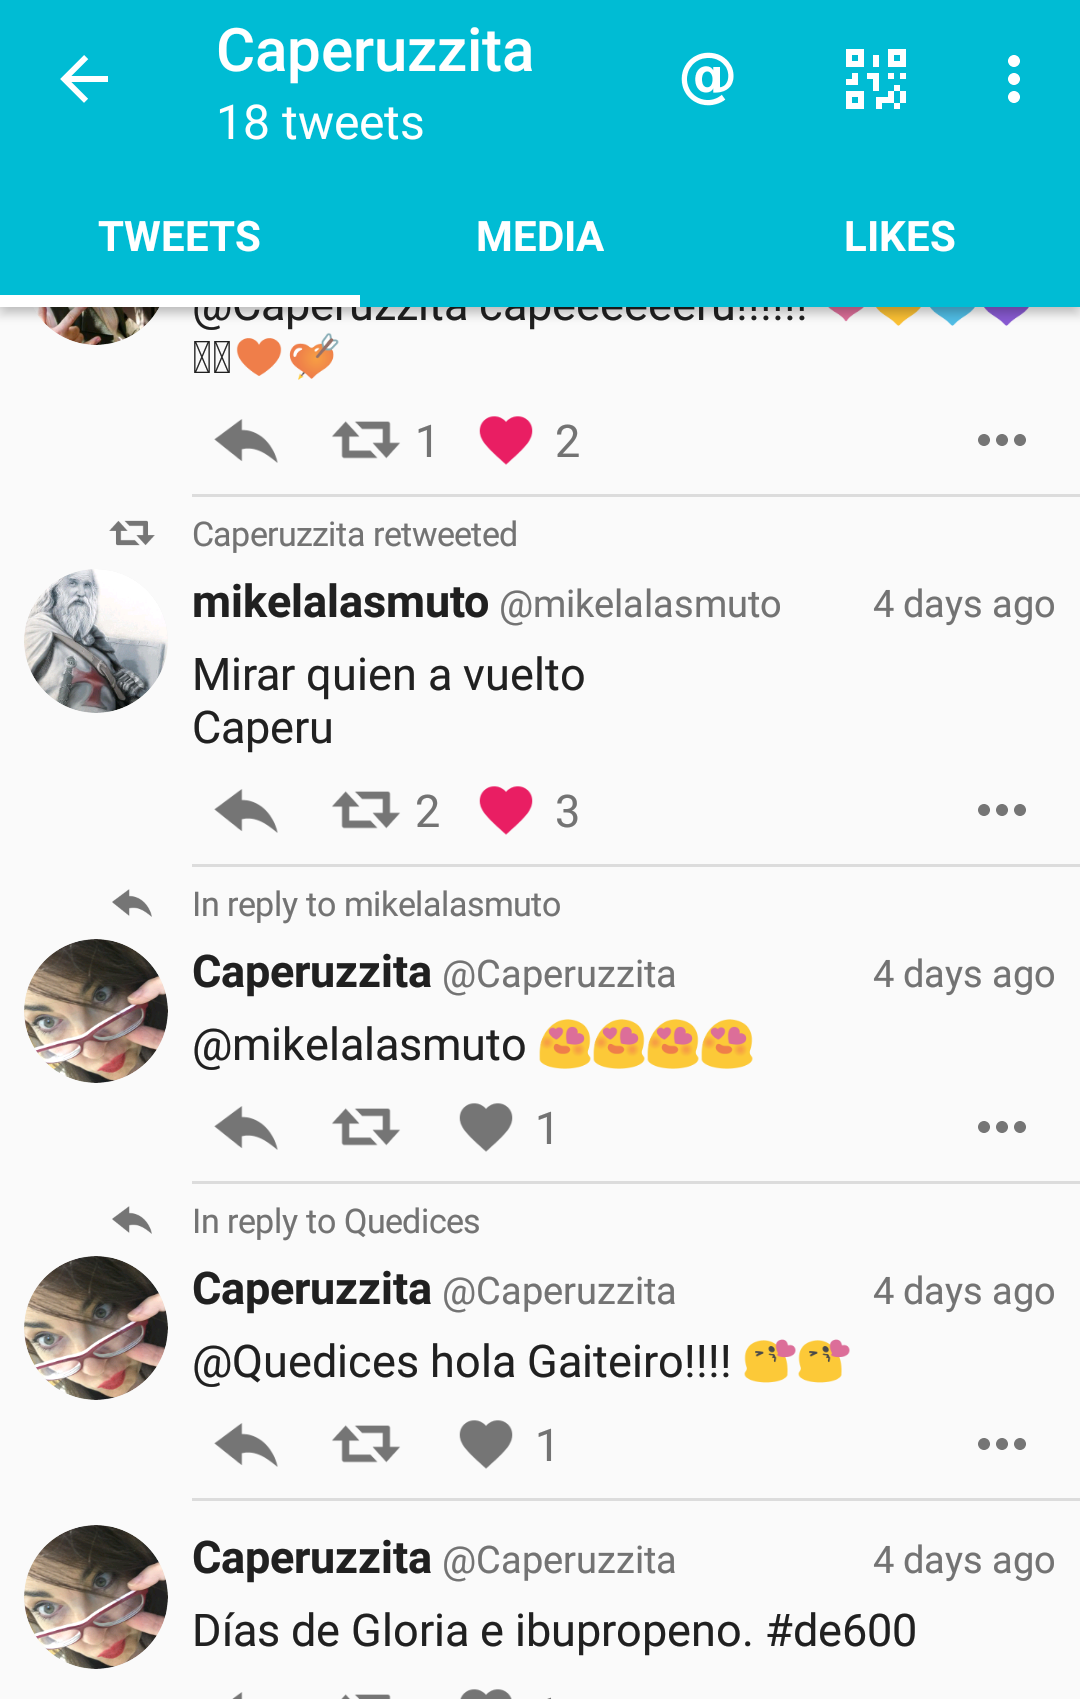 Caperuzzita
18 tweets
TWEETS MEDIA LIKES
@Caperuzzita capeeeeeeru!!!!!!
1 2
Caperuzzita retweeted
mikelalasmuto @mikelalasmuto 4 days ago
Mirar quien a vuelto
Caperu
2 3
In reply to mikelalasmuto
Caperuzzita @Caperuzzita 4 days ago
@mikelalasmuto 😍😍😍😍
1
In reply to Quedices
Caperuzzita @Caperuzzita 4 days ago
@Quedices hola Gaiteiro!!!! 😘😘
1
Caperuzzita @Caperuzzita 4 days ago
Días de Gloria e ibupropeno. #de600